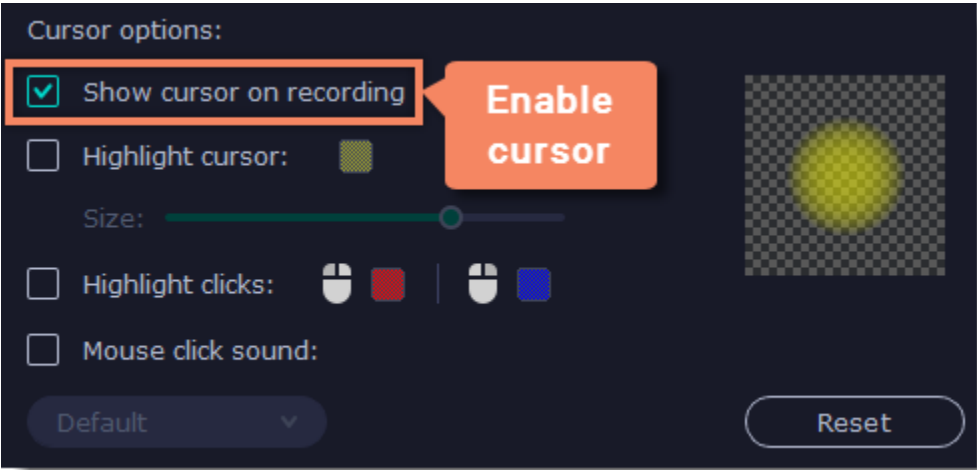 Cursor options:
Show cursor on recording
Enable
cursor
Highlight cursor:
Size:
Highlight clicks:
Mouse click sound:
Default
Reset